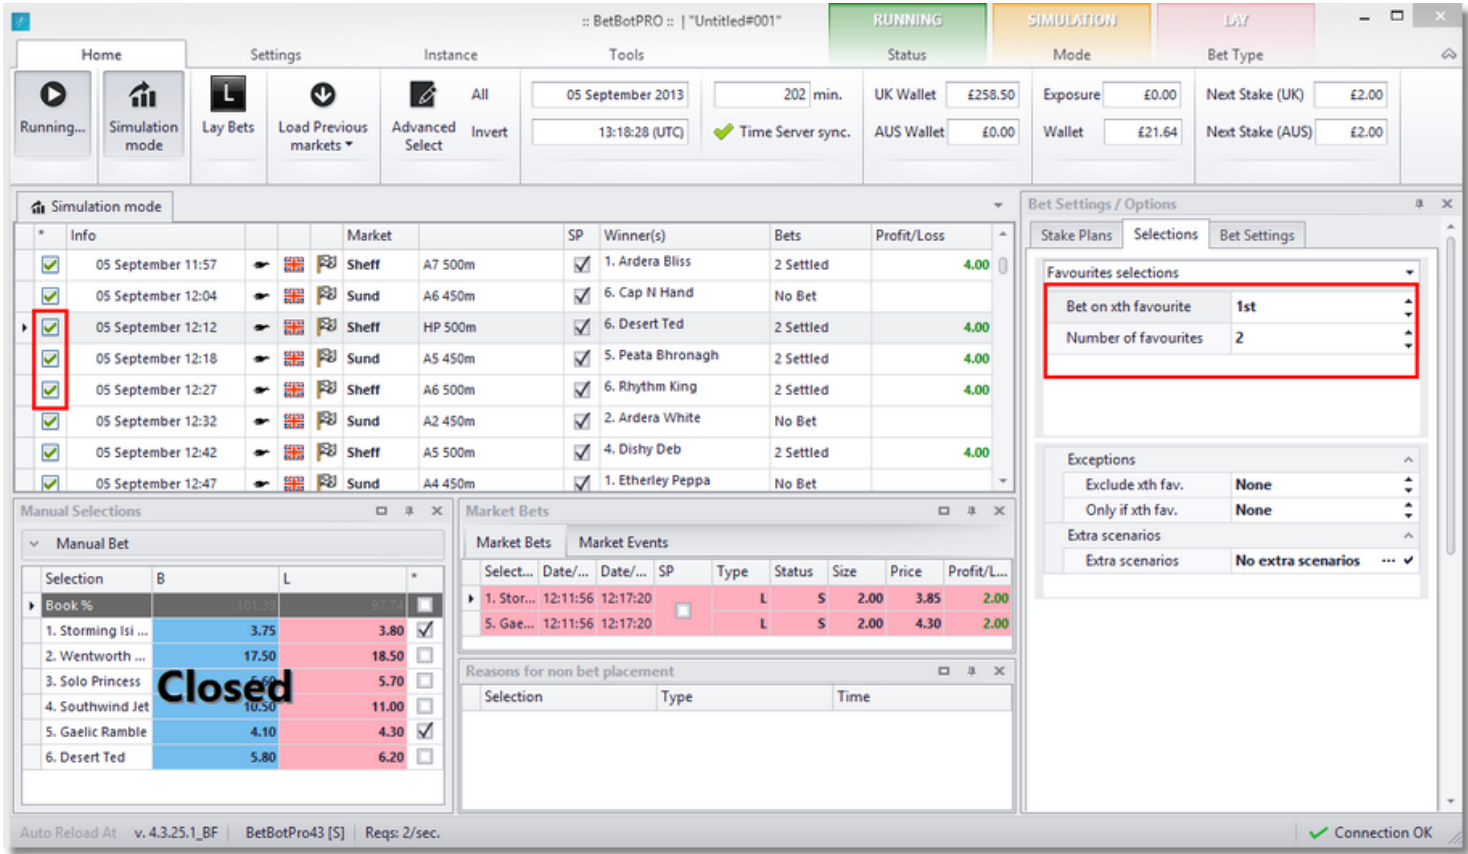 :: BetBotPRO :: | "Untitled#001"
RUNNING
SIMULATION
LAY
Home
Settings
Instance
Tools
Status
Mode
Bet Type
Running...
Simulation mode
L
Lay Bets
Load Previous markets
Advanced Select
All
Invert
05 September 2013
13:18:28 (UTC)
202 min.
Time Server sync.
UK Wallet £258.50
AUS Wallet £0.00
Exposure £0.00
Wallet £21.64
Next Stake (UK) £2.00
Next Stake (AUS) £2.00
Simulation mode
* Info Market SP Winner(s) Bets Profit/Loss
05 September 11:57 Sheff A7 500m 1. Ardera Bliss 2 Settled 4.00
05 September 12:04 Sund A6 450m 6. Cap N Hand No Bet
05 September 12:12 Sheff HP 500m 6. Desert Ted 2 Settled 4.00
05 September 12:18 Sund A5 450m 5. Peata Bhronagh 2 Settled 4.00
05 September 12:27 Sheff A6 500m 6. Rhythm King 2 Settled 4.00
05 September 12:32 Sund A2 450m 2. Ardera White No Bet
05 September 12:42 Sheff A5 500m 4. Dishy Deb 2 Settled 4.00
05 September 12:47 Sund A4 450m 1. Etherley Peppa No Bet
Bet Settings / Options
Stake Plans Selections Bet Settings
Favourites selections
Bet on xth favourite 1st
Number of favourites 2
Exceptions
Exclude xth fav. None
Only if xth fav. None
Extra scenarios
Extra scenarios No extra scenarios ...
Manual Selections
Manual Bet
Selection B L *
Book % 101.39 97.74
1. Storming Isi ... 3.75 3.80
2. Wentworth ... 17.50 18.50
3. Solo Princess 5.70
Closed
4. Southwind Jet 10.50 11.00
5. Gaelic Ramble 4.10 4.30
6. Desert Ted 5.80 6.20
Market Bets
Market Bets Market Events
Select... Date/... Date/... SP Type Status Size Price Profit/L...
1. Stor... 12:11:56 12:17:20 L S 2.00 3.85 2.00
5. Gae... 12:11:56 12:17:20 L S 2.00 4.30 2.00
Reasons for non bet placement
Selection Type Time
Auto Reload At v. 4.3.25.1_BF BetBotPro43 [S] Reqs: 2/sec.
Connection OK